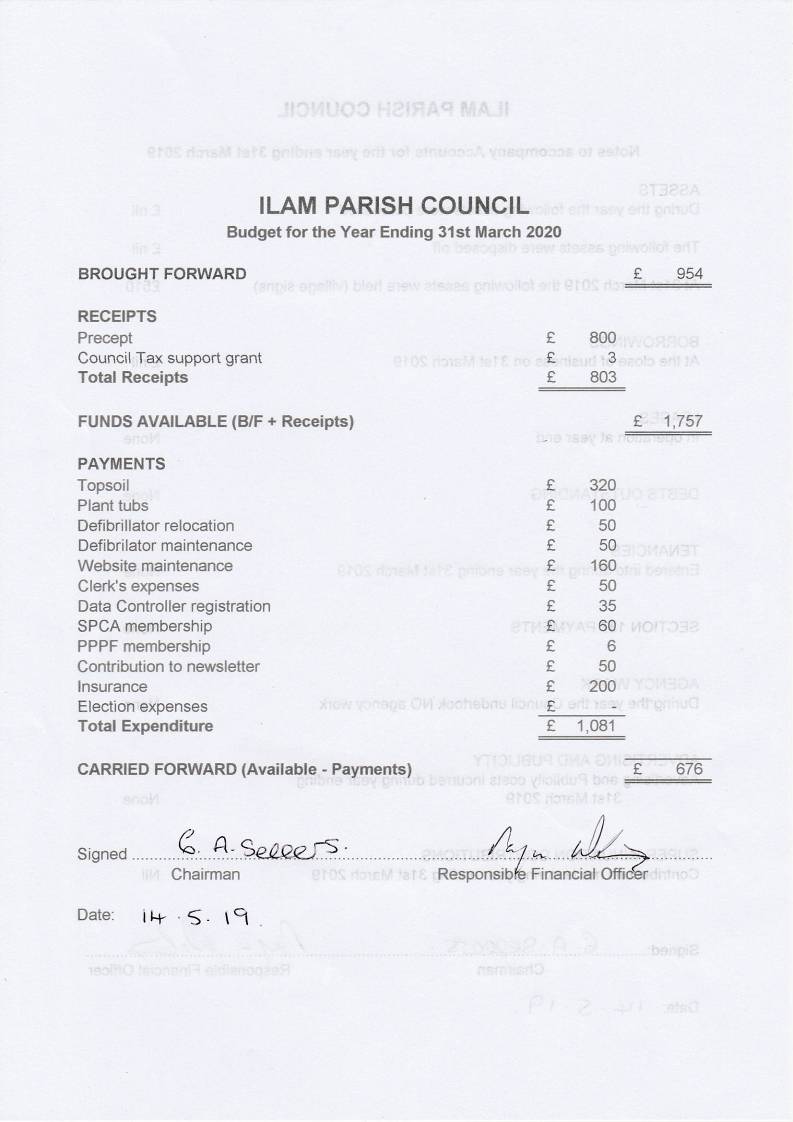 ILAM PARISH COUNCIL
Budget for the Year Ending 31st March 2020
BROUGHT FORWARD £ 954
RECEIPTS
Precept £ 800
Council Tax support grant £ 3
Total Receipts £ 803
FUNDS AVAILABLE (B/F + Receipts) £ 1,757
PAYMENTS
Topsoil £ 320
Plant tubs £ 100
Defibrillator relocation £ 50
Defibrilator maintenance £ 50
Website maintenance £ 160
Clerk's expenses £ 50
Data Controller registration £ 35
SPCA membership £ 60
PPPF membership £ 6
Contribution to newsletter £ 50
Insurance £ 200
Election expenses £ -
Total Expenditure £ 1,081
CARRIED FORWARD (Available - Payments) £ 676
Signed G. A. Sellers.
Chairman Responsible Financial Officer
Date: 14.5.19.